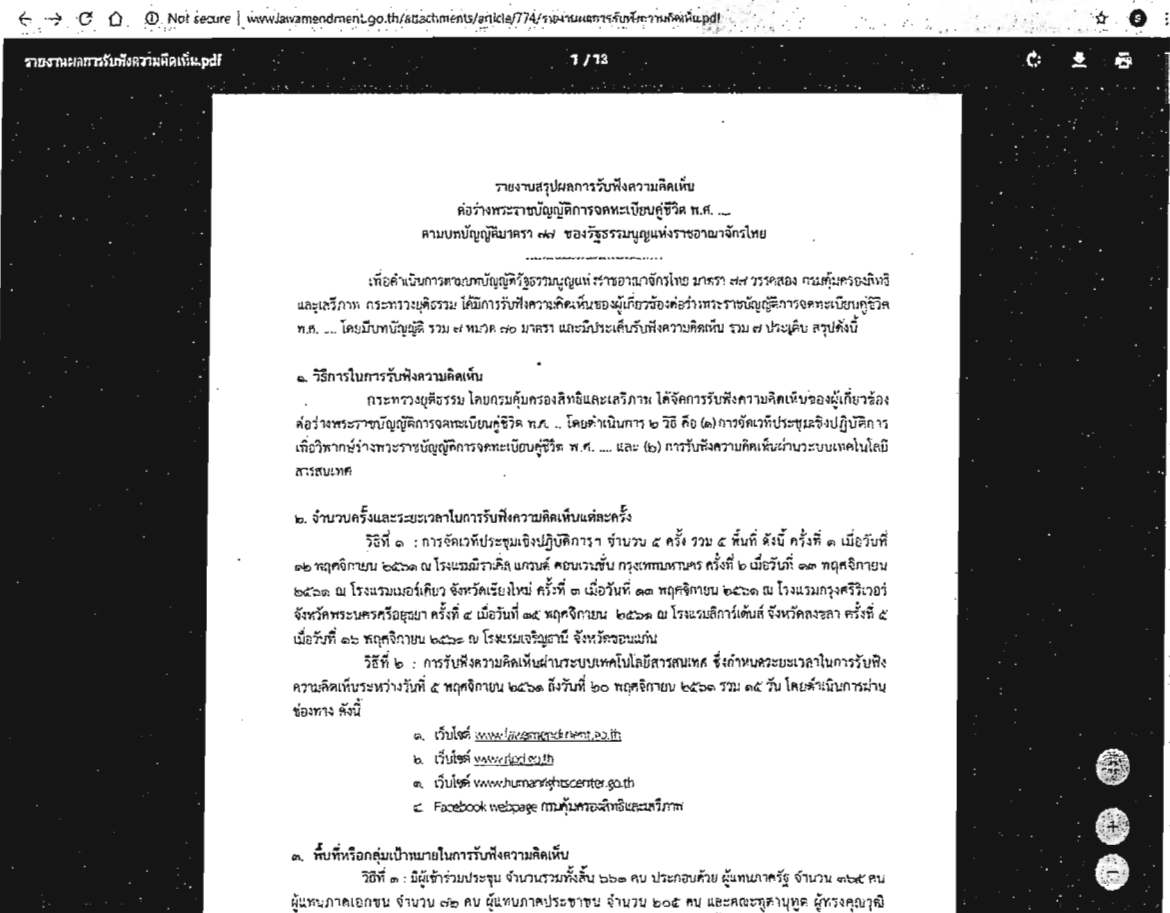 Not secure | www.lawamendment.go.th/attachments/article/774/รายงานผลการรับฟังความคิดเห็น.pdf
รายงานผลการรับฟังความคิดเห็น.pdf
1 / 13
รายงานสรุปผลการรับฟังความคิดเห็น
ต่อร่างพระราชบัญญัติการจดทะเบียนคู่ชีวิต พ.ศ. ....
ตามบทบัญญัติมาตรา ๗๗ ของรัฐธรรมนูญแห่งราชอาณาจักรไทย
เพื่อดำเนินการตามบทบัญญัติรัฐธรรมนูญแห่งราชอาณาจักรไทย มาตรา ๗๗ วรรคสอง กรมคุ้มครองสิทธิ
และเสรีภาพ กระทรวงยุติธรรม ได้มีการรับฟังความคิดเห็นของผู้เกี่ยวข้องต่อร่างพระราชบัญญัติการจดทะเบียนคู่ชีวิต
พ.ศ. .... โดยมีบทบัญญัติ รวม ๗ หมวด ๗๐ มาตรา และมีประเด็นรับฟังความคิดเห็น รวม ๗ ประเด็น สรุปดังนี้
๑. วิธีการในการรับฟังความคิดเห็น
กระทรวงยุติธรรม โดยกรมคุ้มครองสิทธิและเสรีภาพ ได้จัดการรับฟังความคิดเห็นของผู้เกี่ยวข้อง
ต่อร่างพระราชบัญญัติการจดทะเบียนคู่ชีวิต พ.ศ. .. โดยดำเนินการ ๒ วิธี คือ (๑) การจัดเวทีประชุมเชิงปฏิบัติการ
เพื่อวิพากษ์ร่างพระราชบัญญัติการจดทะเบียนคู่ชีวิต พ.ศ. .... และ (๒) การรับฟังความคิดเห็นผ่านระบบเทคโนโลยี
สารสนเทศ
๒. จำนวนครั้งและระยะเวลาในการรับฟังความคิดเห็นแต่ละครั้ง
วิธีที่ ๑ : การจัดเวทีประชุมเชิงปฏิบัติการฯ จำนวน ๕ ครั้ง รวม ๕ พื้นที่ ดังนี้ ครั้งที่ ๑ เมื่อวันที่
๑๒ พฤศจิกายน ๒๕๖๑ ณ โรงแรมมิราเคิล แกรนด์ คอนเวนชั่น กรุงเทพมหานคร ครั้งที่ ๒ เมื่อวันที่ ๑๓ พฤศจิกายน
๒๕๖๑ ณ โรงแรมเมอร์เคียว จังหวัดเชียงใหม่ ครั้งที่ ๓ เมื่อวันที่ ๑๓ พฤศจิกายน ๒๕๖๑ ณ โรงแรมกรุงศรีริเวอร์
จังหวัดพระนครศรีอยุธยา ครั้งที่ ๔ เมื่อวันที่ ๑๕ พฤศจิกายน ๒๕๖๑ ณ โรงแรมลีการ์เด้นส์ จังหวัดสงขลา ครั้งที่ ๕
เมื่อวันที่ ๑๖ พฤศจิกายน ๒๕๖๑ ณ โรงแรมเจริญธานี จังหวัดขอนแก่น
วิธีที่ ๒ : การรับฟังความคิดเห็นผ่านระบบเทคโนโลยีสารสนเทศ ซึ่งกำหนดระยะเวลาในการรับฟัง
ความคิดเห็นระหว่างวันที่ ๕ พฤศจิกายน ๒๕๖๑ ถึงวันที่ ๒๐ พฤศจิกายน ๒๕๖๑ รวม ๑๕ วัน โดยดำเนินการผ่าน
ช่องทาง ดังนี้
๑. เว็บไซต์ www.lawamendment.go.th
๒. เว็บไซต์ www.rlpd.go.th
๓. เว็บไซต์ www.humanrightscenter.go.th
๔. Facebook webpage กรมคุ้มครองสิทธิและเสรีภาพ
๓. พื้นที่หรือกลุ่มเป้าหมายในการรับฟังความคิดเห็น
วิธีที่ ๑ : มีผู้เข้าร่วมประชุม จำนวนรวมทั้งสิ้น ๖๖๑ คน ประกอบด้วย ผู้แทนภาครัฐ จำนวน คน
ผู้แทนภาคเอกชน จำนวน ๗๒ คน ผู้แทนภาคประชาชน จำนวน ๒๐๕ คน และคณะทูตานุทูต ผู้ทรงคุณวุฒิ